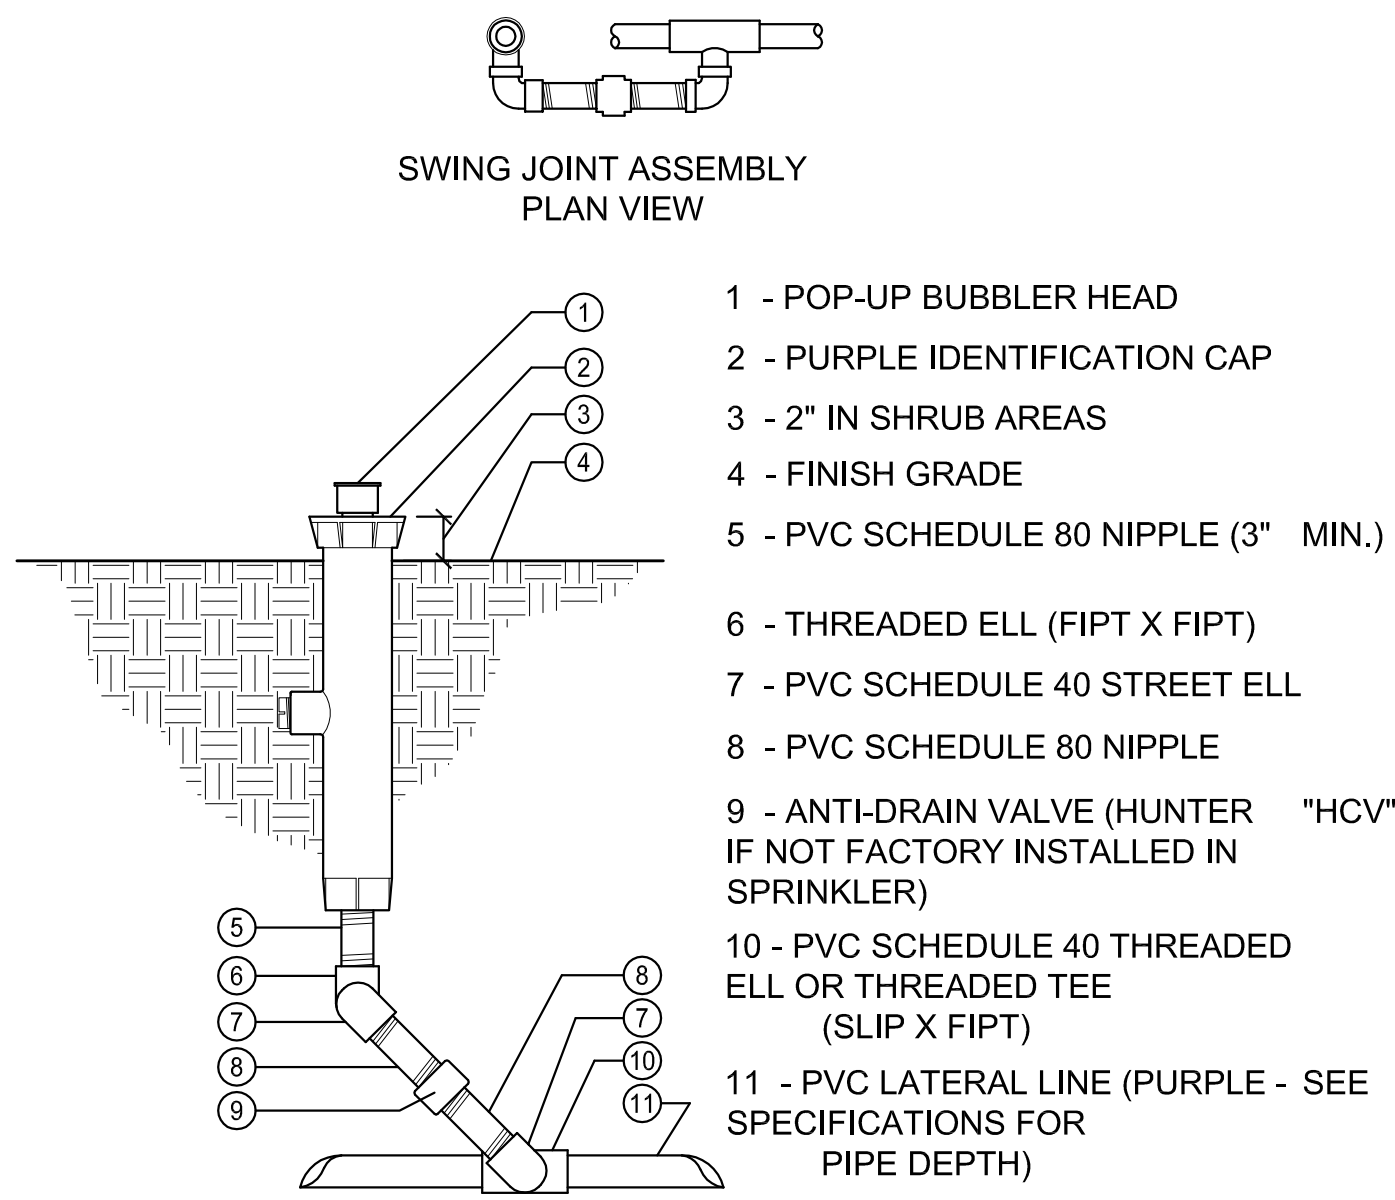 SWING JOINT ASSEMBLY
PLAN VIEW
1
2
3
4
5
6
7
8
9
8
7
10
11
1 - POP-UP BUBBLER HEAD
2 - PURPLE IDENTIFICATION CAP
3 - 2" IN SHRUB AREAS
4 - FINISH GRADE
5 - PVC SCHEDULE 80 NIPPLE (3" MIN.)
6 - THREADED ELL (FIPT X FIPT)
7 - PVC SCHEDULE 40 STREET ELL
8 - PVC SCHEDULE 80 NIPPLE
9 - ANTI-DRAIN VALVE (HUNTER "HCV"
IF NOT FACTORY INSTALLED IN
SPRINKLER)
10 - PVC SCHEDULE 40 THREADED
ELL OR THREADED TEE
(SLIP X FIPT)
11 - PVC LATERAL LINE (PURPLE - SEE
SPECIFICATIONS FOR
PIPE DEPTH)